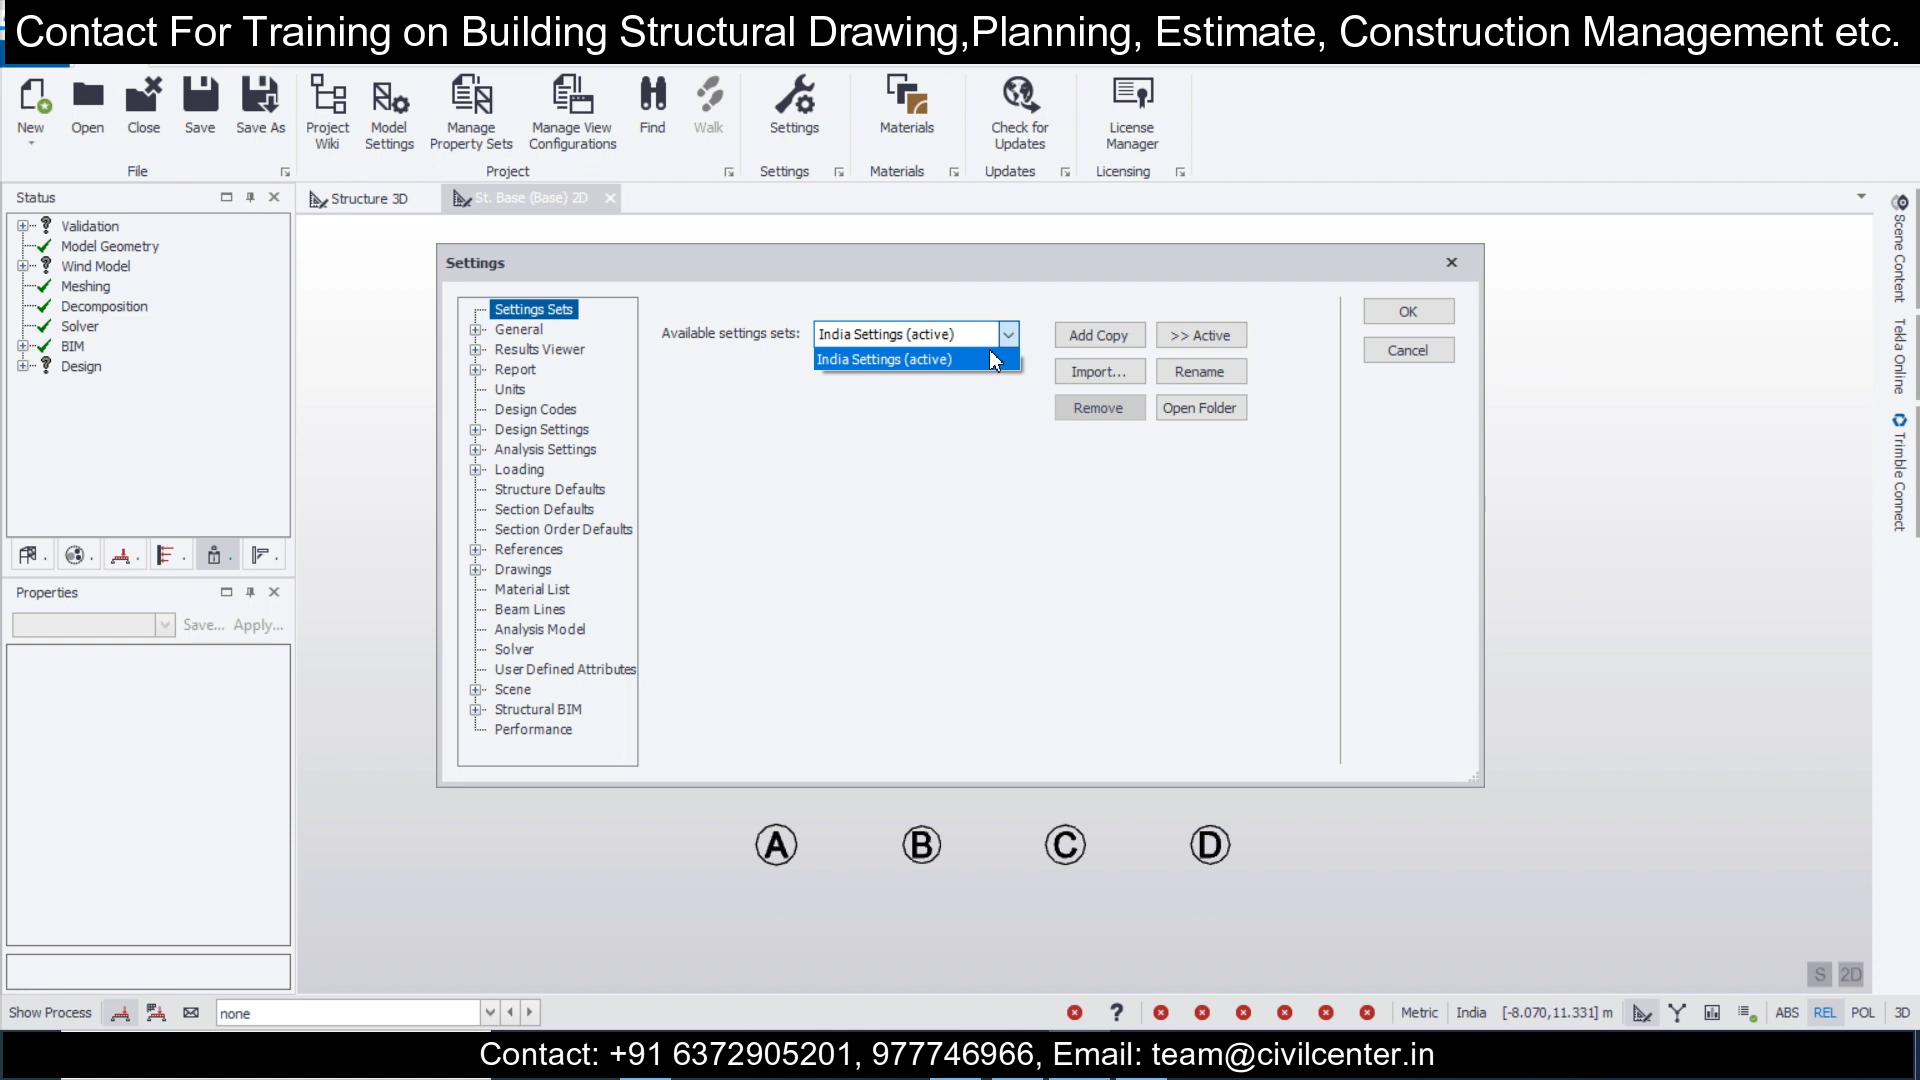 Contact For Training on Building Structural Drawing,Planning, Estimate, Construction Management etc.
New
Open
Close
Save
Save As
Project Wiki
Model Settings
Manage Property Sets
Manage View Configurations
Find
Walk
Settings
Materials
Check for Updates
License Manager
File
Project
Settings
Materials
Updates
Licensing
Status
Structure 3D
St. Base (Base) 2D
Validation
Model Geometry
Wind Model
Meshing
Decomposition
Solver
BIM
Design
Properties
Save...
Apply...
Settings
Settings Sets
General
Results Viewer
Report
Units
Design Codes
Design Settings
Analysis Settings
Loading
Structure Defaults
Section Defaults
Section Order Defaults
References
Drawings
Material List
Beam Lines
Analysis Model
Solver
User Defined Attributes
Scene
Structural BIM
Performance
Available settings sets:
India Settings (active)
India Settings (active)
Add Copy
>> Active
Import...
Rename
Remove
Open Folder
OK
Cancel
Scene Content
Tekla Online
Trimble Connect
A
B
C
D
S
2D
Show Process
none
Metric
India
[-8.070,11.331] m
ABS
REL
POL
3D
Contact: +91 6372905201, 977746966, Email: team@civilcenter.in